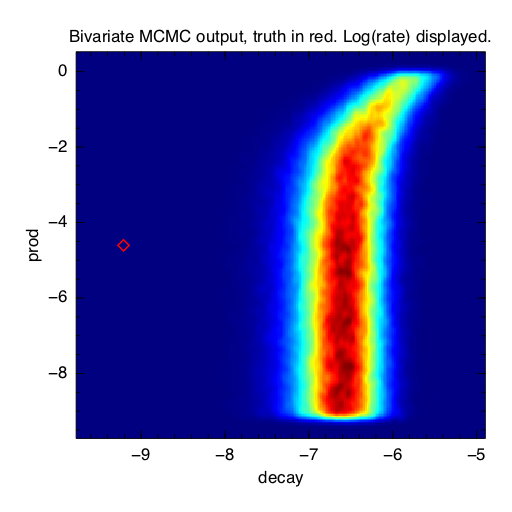 Bivariate MCMC output, truth in red. Log(rate) displayed.
0
−2
−4
−6
−8
prod
−9 −8 −7 −6 −5
decay